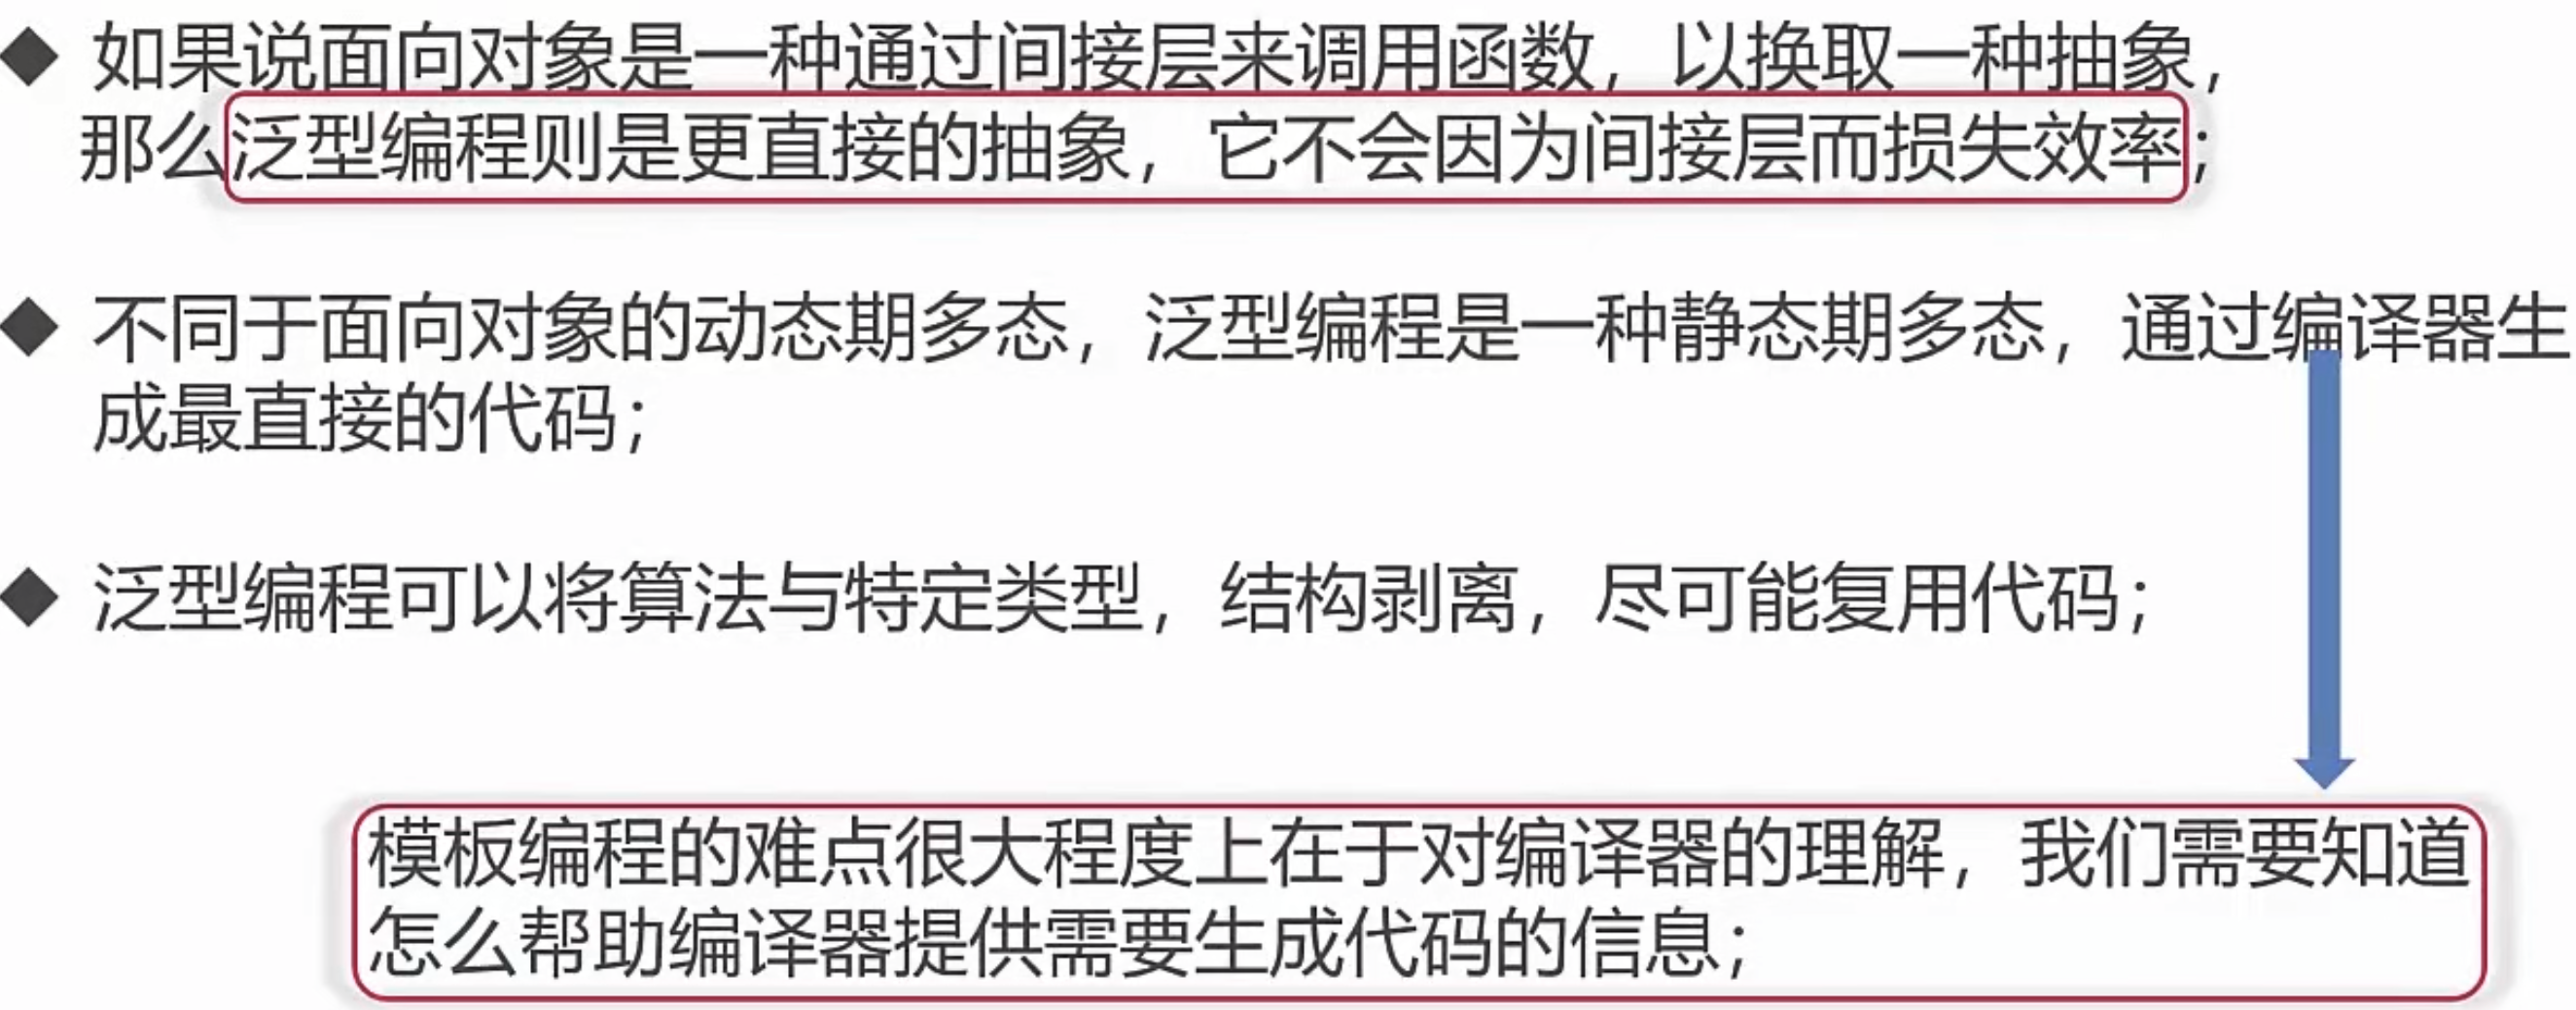 ◆ 如果说面向对象是一种通过间接层来调用函数，以换取一种抽象，
那么泛型编程则是更直接的抽象，它不会因为间接层而损失效率；
◆ 不同于面向对象的动态期多态，泛型编程是一种静态期多态，通过编译器生
成最直接的代码；
◆ 泛型编程可以将算法与特定类型，结构剥离，尽可能复用代码；
模板编程的难点很大程度上在于对编译器的理解，我们需要知道
怎么帮助编译器提供需要生成代码的信息；